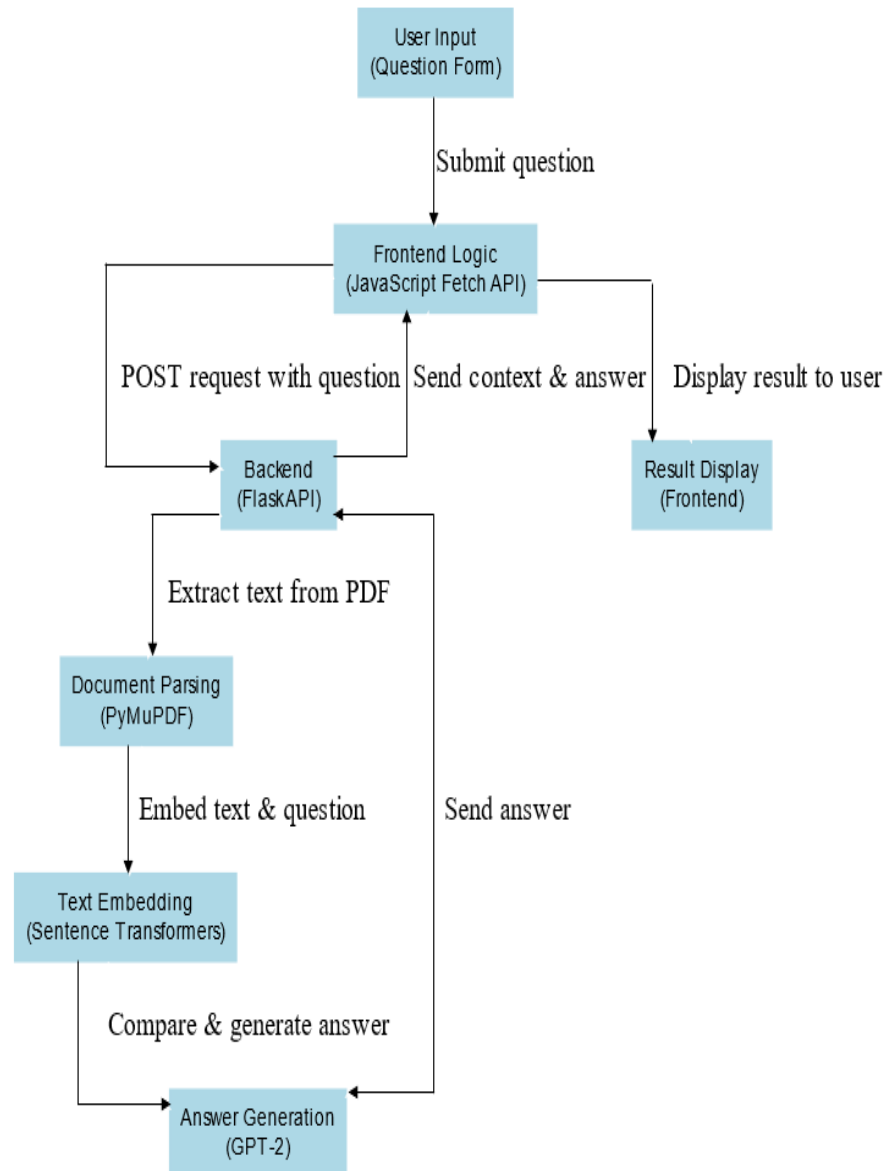 User Input
(Question Form)
Submit question
Frontend Logic
(JavaScript Fetch API)
POST request with question
Send context & answer
Display result to user
Backend
(FlaskAPI)
Result Display
(Frontend)
Extract text from PDF
Document Parsing
(PyMuPDF)
Embed text & question
Send answer
Text Embedding
(Sentence Transformers)
Compare & generate answer
Answer Generation
(GPT-2)